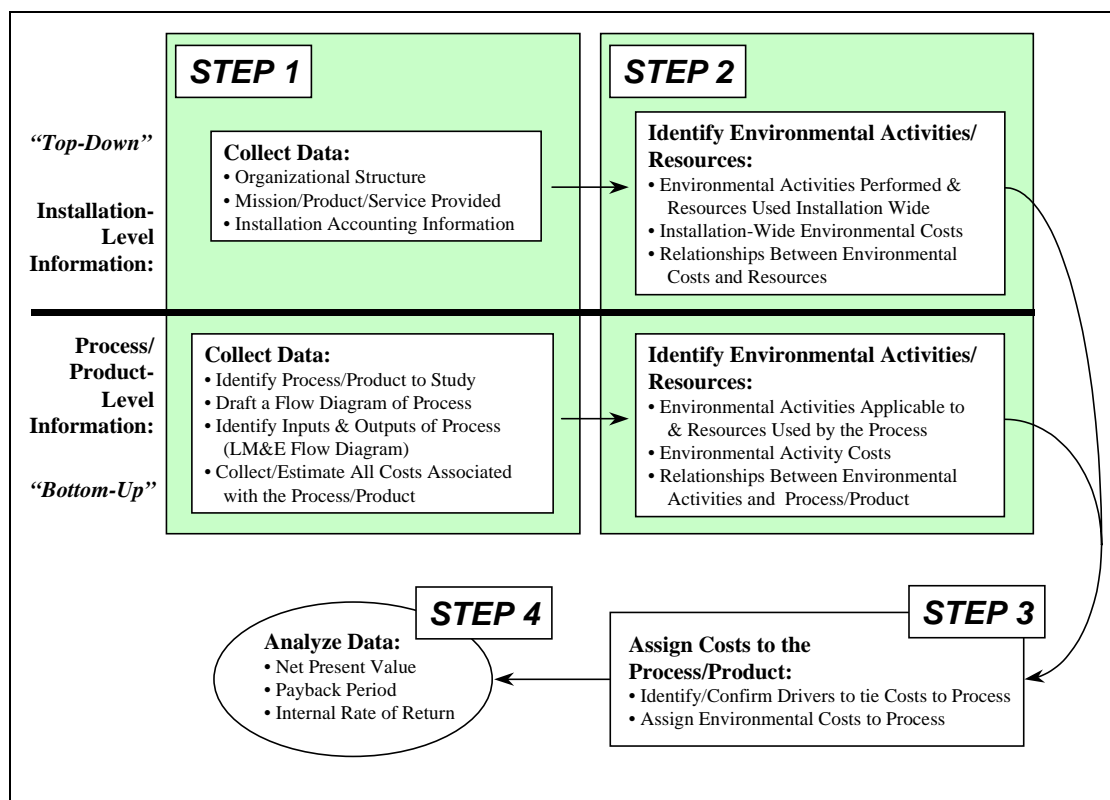 STEP 1
STEP 2
“Top-Down”
Installation-
Level
Information:
Collect Data:
• Organizational Structure
• Mission/Product/Service Provided
• Installation Accounting Information
Identify Environmental Activities/
Resources:
• Environmental Activities Performed &
Resources Used Installation Wide
• Installation-Wide Environmental Costs
• Relationships Between Environmental
Costs and Resources
Process/
Product-
Level
Information:
“Bottom-Up”
Collect Data:
• Identify Process/Product to Study
• Draft a Flow Diagram of Process
• Identify Inputs & Outputs of Process
(LM&E Flow Diagram)
• Collect/Estimate All Costs Associated
with the Process/Product
Identify Environmental Activities/
Resources:
• Environmental Activities Applicable to
& Resources Used by the Process
• Environmental Activity Costs
• Relationships Between Environmental
Activities and Process/Product
STEP 3
Assign Costs to the
Process/Product:
• Identify/Confirm Drivers to tie Costs to Process
• Assign Environmental Costs to Process
STEP 4
Analyze Data:
• Net Present Value
• Payback Period
• Internal Rate of Return